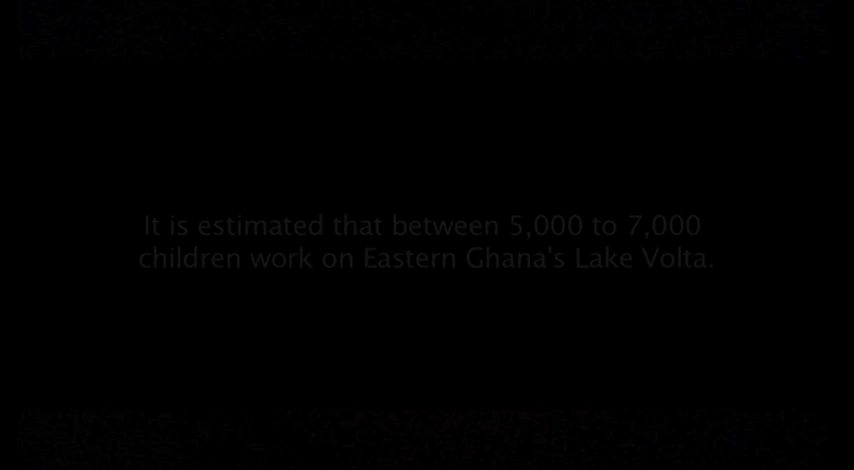 It is estimated that between 5,000 to 7,000
children work on Eastern Ghana's Lake Volta.